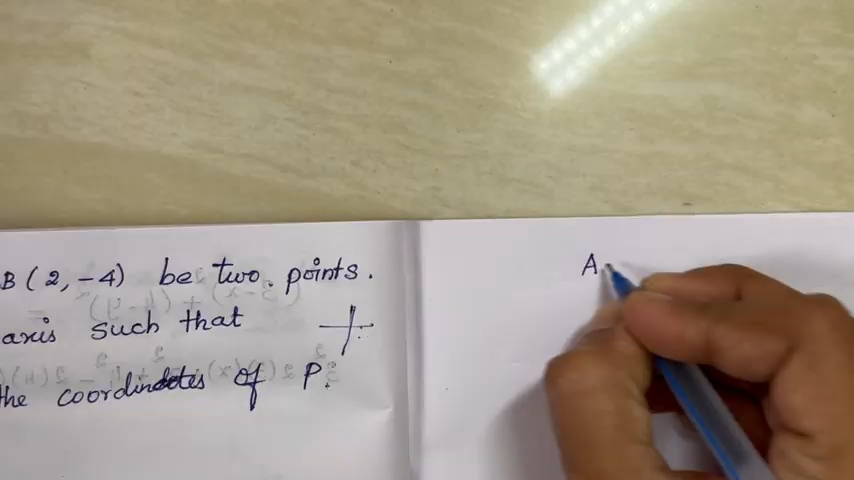 B (2, -4) be two points.
axis such that
the coordinates of P.
A